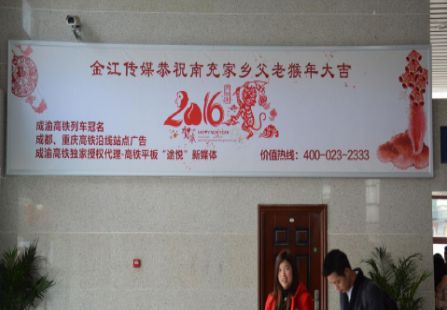 金江传媒恭祝南充家乡父老猴年大吉
2016
HAPPY NEW YEAR
成渝高铁列车冠名
成都、重庆高铁沿线站点广告
成渝高铁独家授权代理·高铁平板“途悦”新媒体
价值热线：400-023-2333